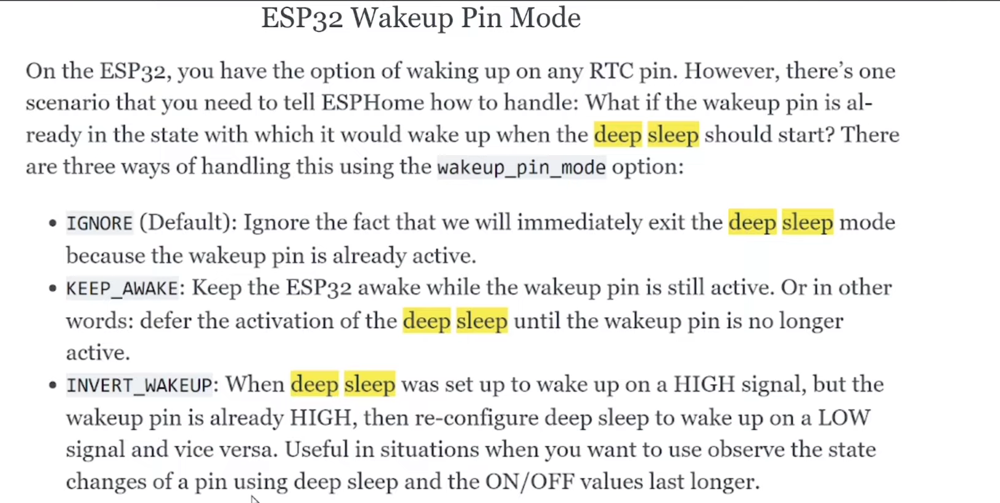 ESP32 Wakeup Pin Mode
On the ESP32, you have the option of waking up on any RTC pin. However, there’s one
scenario that you need to tell ESPHome how to handle: What if the wakeup pin is al-
ready in the state with which it would wake up when the deep sleep should start? There
are three ways of handling this using the wakeup_pin_mode option:
• IGNORE (Default): Ignore the fact that we will immediately exit the deep sleep mode
because the wakeup pin is already active.
• KEEP_AWAKE: Keep the ESP32 awake while the wakeup pin is still active. Or in other
words: defer the activation of the deep sleep until the wakeup pin is no longer
active.
• INVERT_WAKEUP: When deep sleep was set up to wake up on a HIGH signal, but the
wakeup pin is already HIGH, then re-configure deep sleep to wake up on a LOW
signal and vice versa. Useful in situations when you want to use observe the state
changes of a pin using deep sleep and the ON/OFF values last longer.